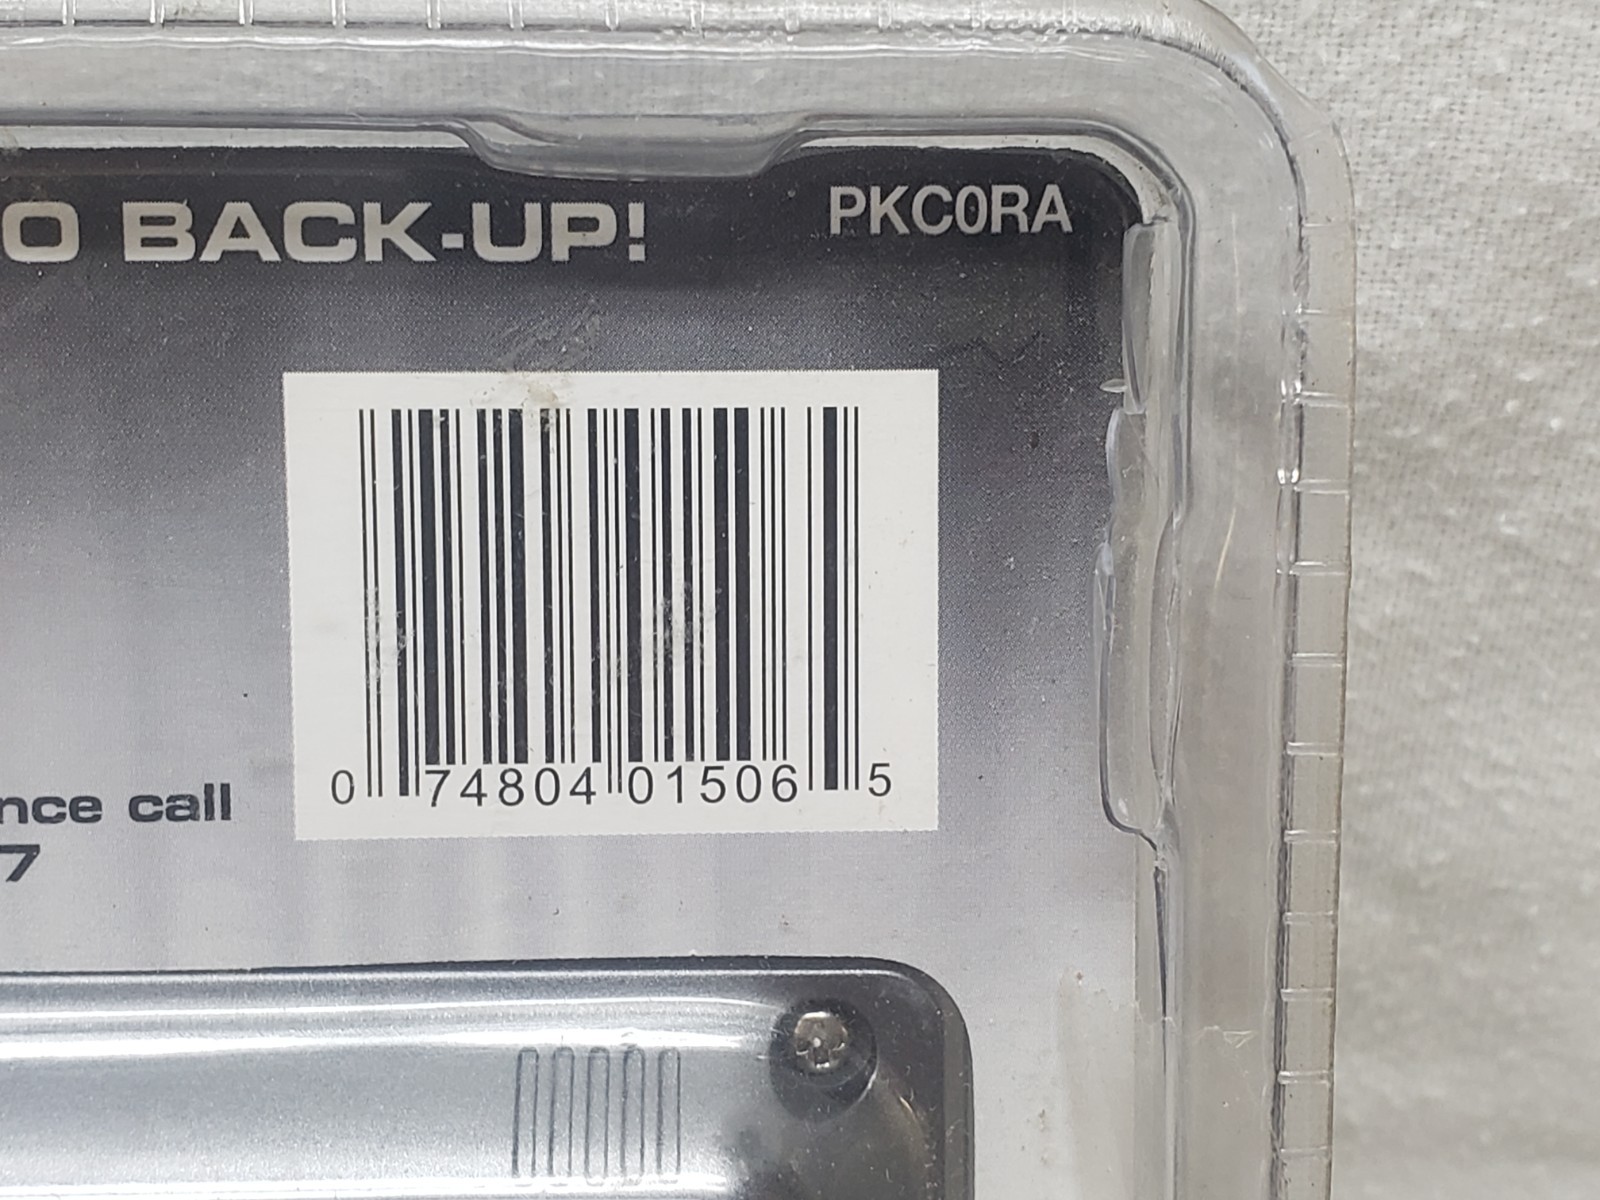 O BACK-UP!
PKC0RA
0 74804 01506 5
nce call
7